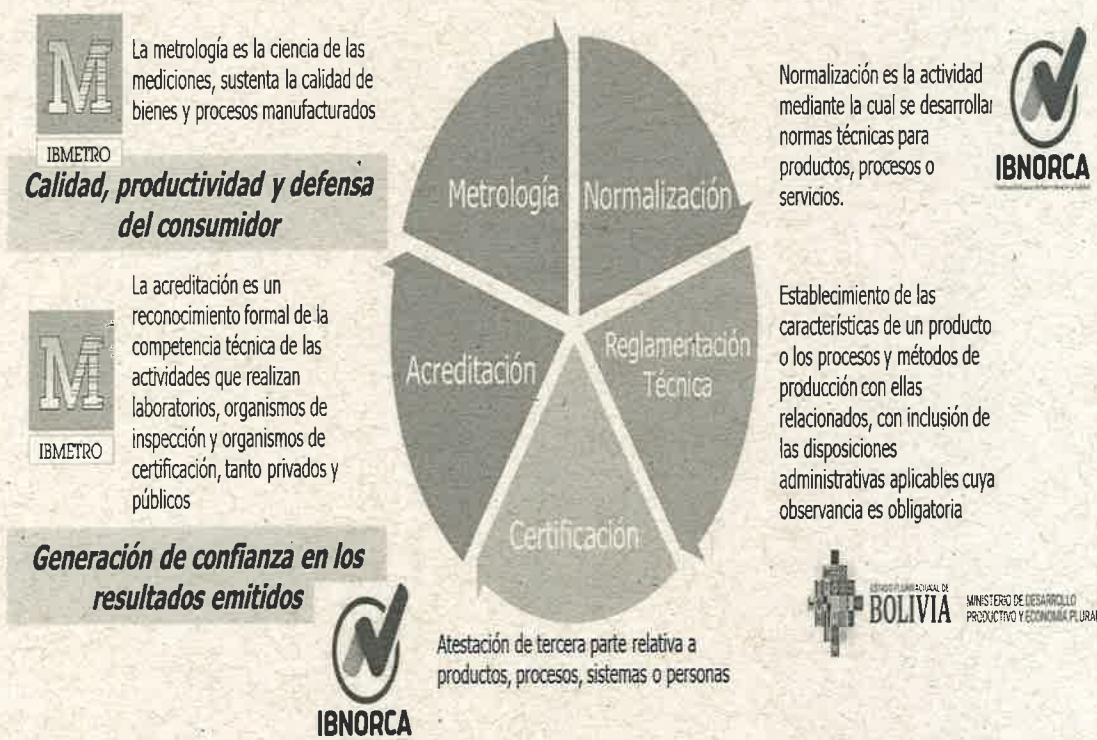 M
IBMETRO
La metrología es la ciencia de las
mediciones, sustenta la calidad de
bienes y procesos manufacturados
Calidad, productividad y defensa
del consumidor
M
IBMETRO
La acreditación es un
reconocimiento formal de la
competencia técnica de las
actividades que realizan
laboratorios, organismos de
inspección y organismos de
certificación, tanto privados y
públicos
Generación de confianza en los
resultados emitidos
Metrología
Normalización
Acreditación
Reglamentación
Técnica
Certificación
IBNORCA
Atestación de tercera parte relativa a
productos, procesos, sistemas o personas
Normalización es la actividad
mediante la cual se desarrollar
normas técnicas para
productos, procesos o
servicios.
IBNORCA
Establecimiento de las
características de un producto
o los procesos y métodos de
producción con ellas
relacionados, con inclusión de
las disposiciones
administrativas aplicables cuya
observancia es obligatoria
ESTADO PLURINACIONAL DE
BOLIVIA
MINISTERIO DE DESARROLLO
PRODUCTIVO Y ECONOMÍA PLURAL